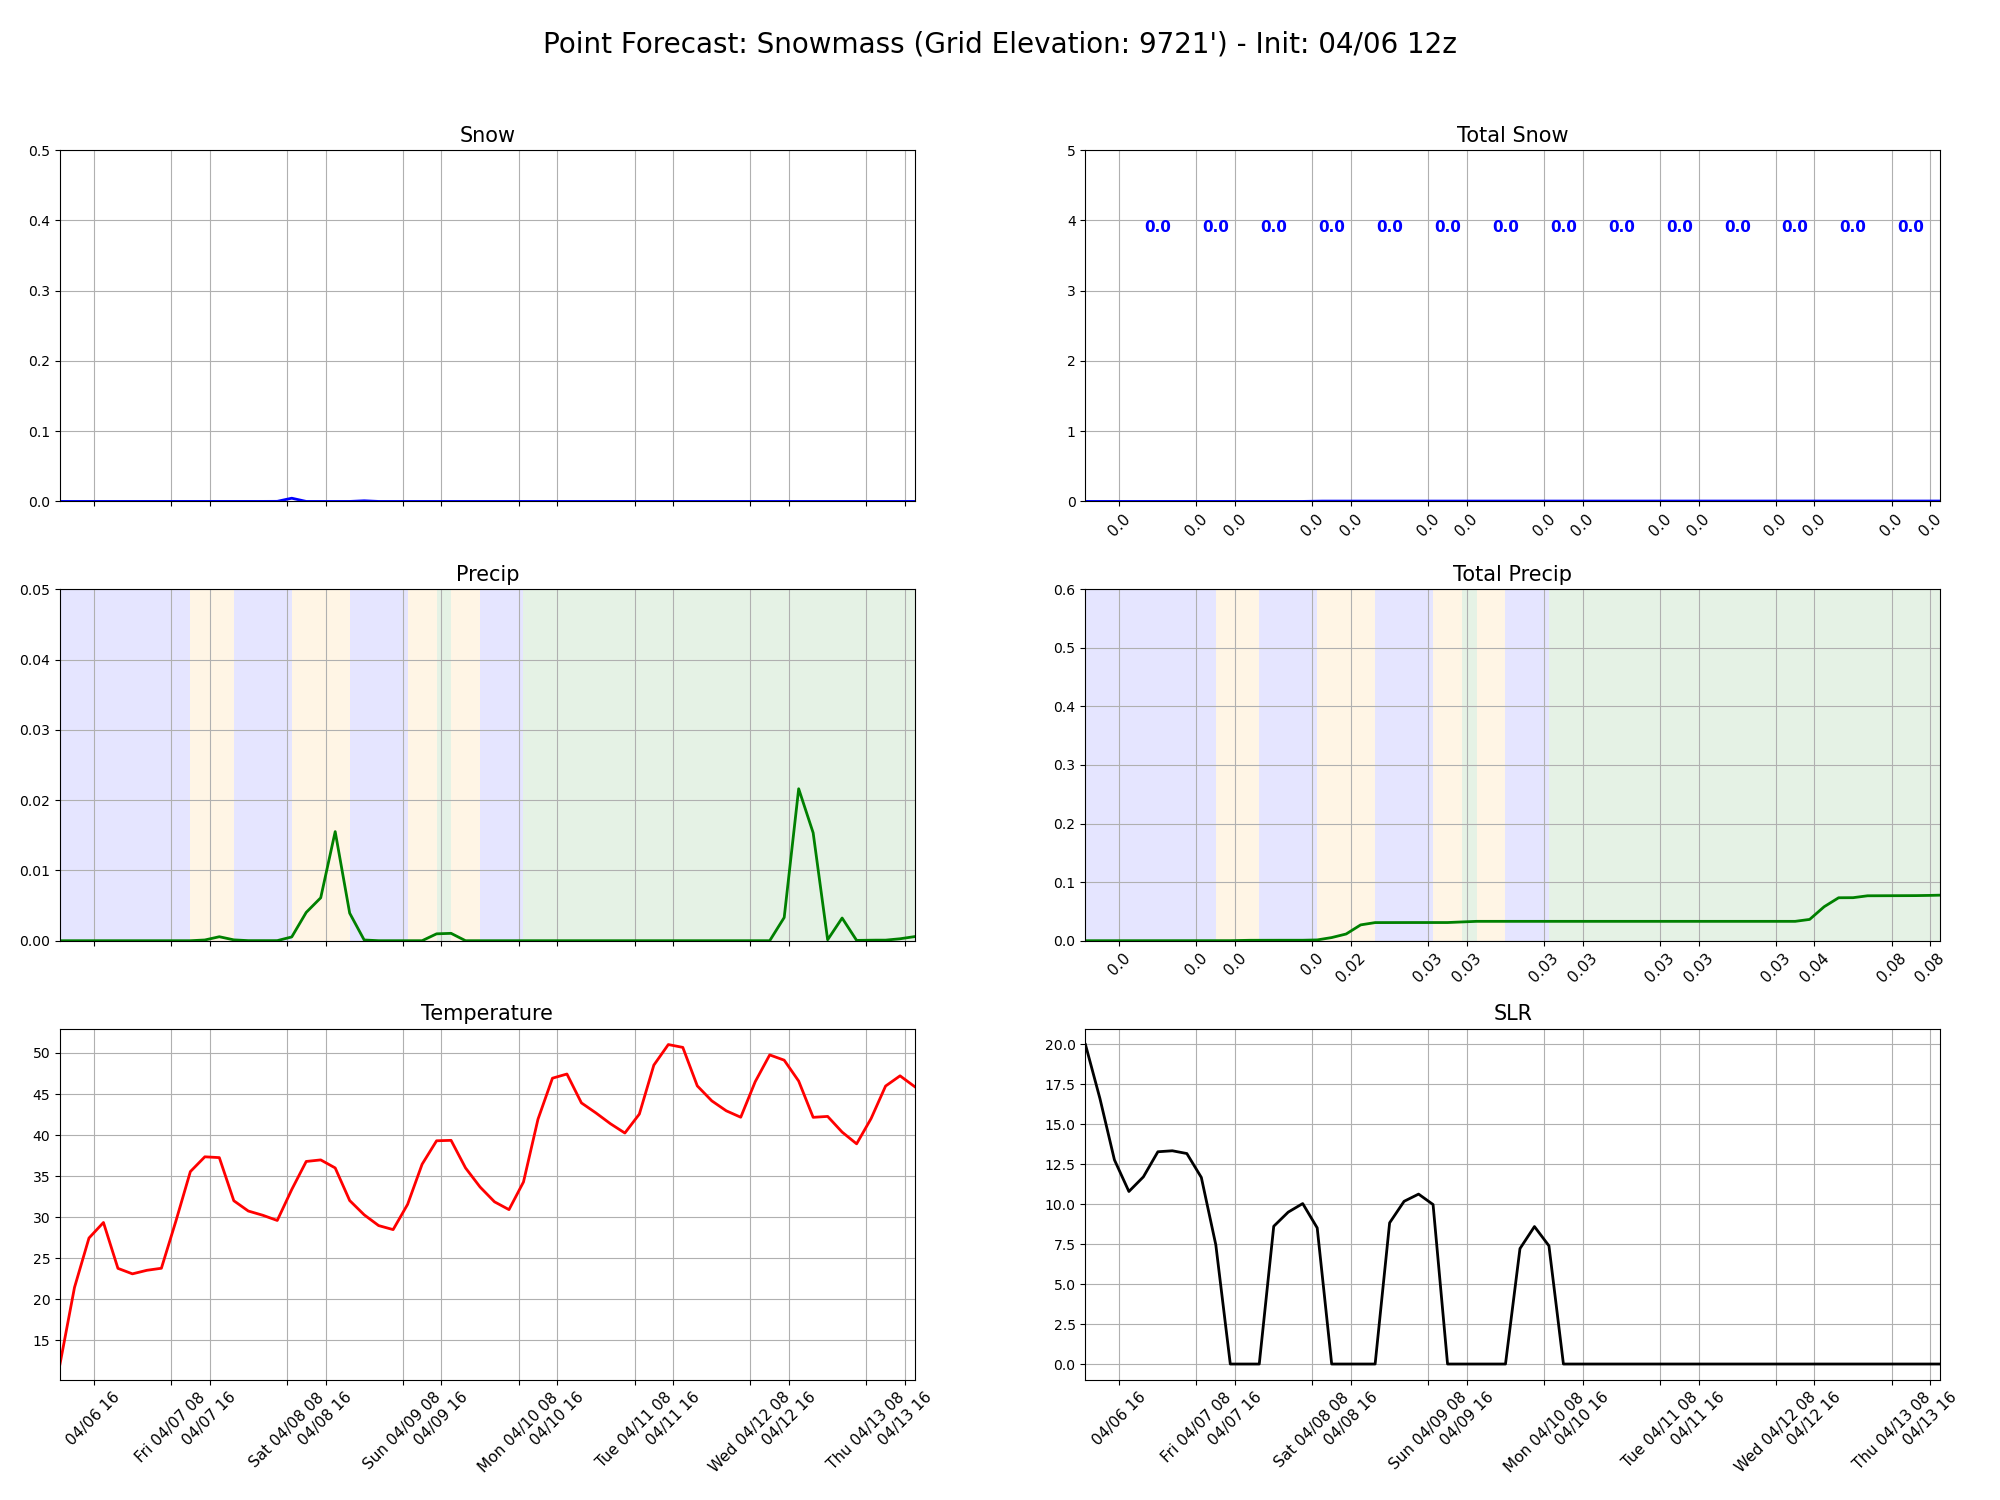 Point Forecast: Snowmass (Grid Elevation: 9721') - Init: 04/06 12z
Snow
0.5
0.4
0.3
0.2
0.1
0.0
Total Snow
5
4
3
2
1
0
0.0 0.0 0.0 0.0 0.0 0.0 0.0 0.0 0.0 0.0 0.0 0.0 0.0 0.0
0.0 0.0 0.0 0.0 0.0 0.0 0.0 0.0 0.0 0.0 0.0 0.0 0.0 0.0 0.0
Precip
0.05
0.04
0.03
0.02
0.01
0.00
Total Precip
0.6
0.5
0.4
0.3
0.2
0.1
0.0
0.0 0.0 0.0 0.0 0.02 0.03 0.03 0.03 0.03 0.03 0.03 0.03 0.04 0.08 0.08
Temperature
50
45
40
35
30
25
20
15
04/06 16
Fri 04/07 08
04/07 16
Sat 04/08 08
04/08 16
Sun 04/09 08
04/09 16
Mon 04/10 08
04/10 16
Tue 04/11 08
04/11 16
Wed 04/12 08
04/12 16
Thu 04/13 08
04/13 16
SLR
20.0
17.5
15.0
12.5
10.0
7.5
5.0
2.5
0.0
04/06 16
Fri 04/07 08
04/07 16
Sat 04/08 08
04/08 16
Sun 04/09 08
04/09 16
Mon 04/10 08
04/10 16
Tue 04/11 08
04/11 16
Wed 04/12 08
04/12 16
Thu 04/13 08
04/13 16